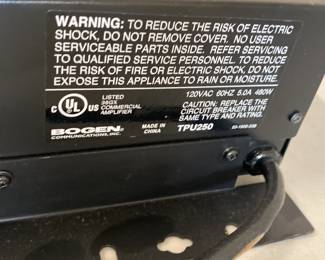 WARNING: TO REDUCE THE RISK OF ELECTRIC
SHOCK, DO NOT REMOVE COVER. NO USER
SERVICEABLE PARTS INSIDE. REFER SERVICING
TO QUALIFIED SERVICE PERSONNEL. TO REDUCE
THE RISK OF FIRE OR ELECTRIC SHOCK, DO NOT
EXPOSE THIS APPLIANCE TO RAIN OR MOISTURE.
120VAC 60HZ 5.0A 480W
C UL US
LISTED
COMMERCIAL
AMPLIFIER
CAUTION: REPLACE THE
CIRCUIT BREAKER WITH
SAME TYPE AND RATING.
BOGEN
COMMUNICATIONS, INC.
MADE IN
CHINA
TPU250